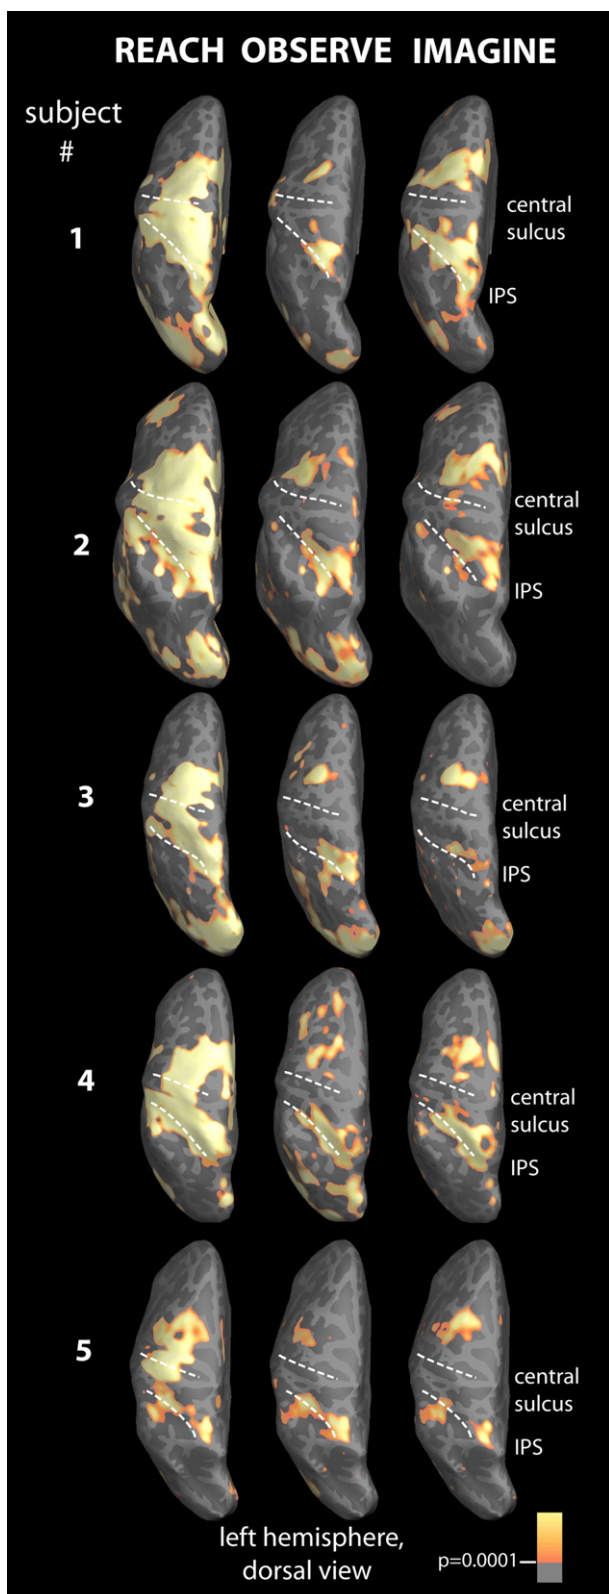 REACH OBSERVE IMAGINE
subject
#
1
central
sulcus
IPS
2
central
sulcus
IPS
3
central
sulcus
IPS
4
central
sulcus
IPS
5
central
sulcus
IPS
left hemisphere,
dorsal view
p=0.0001